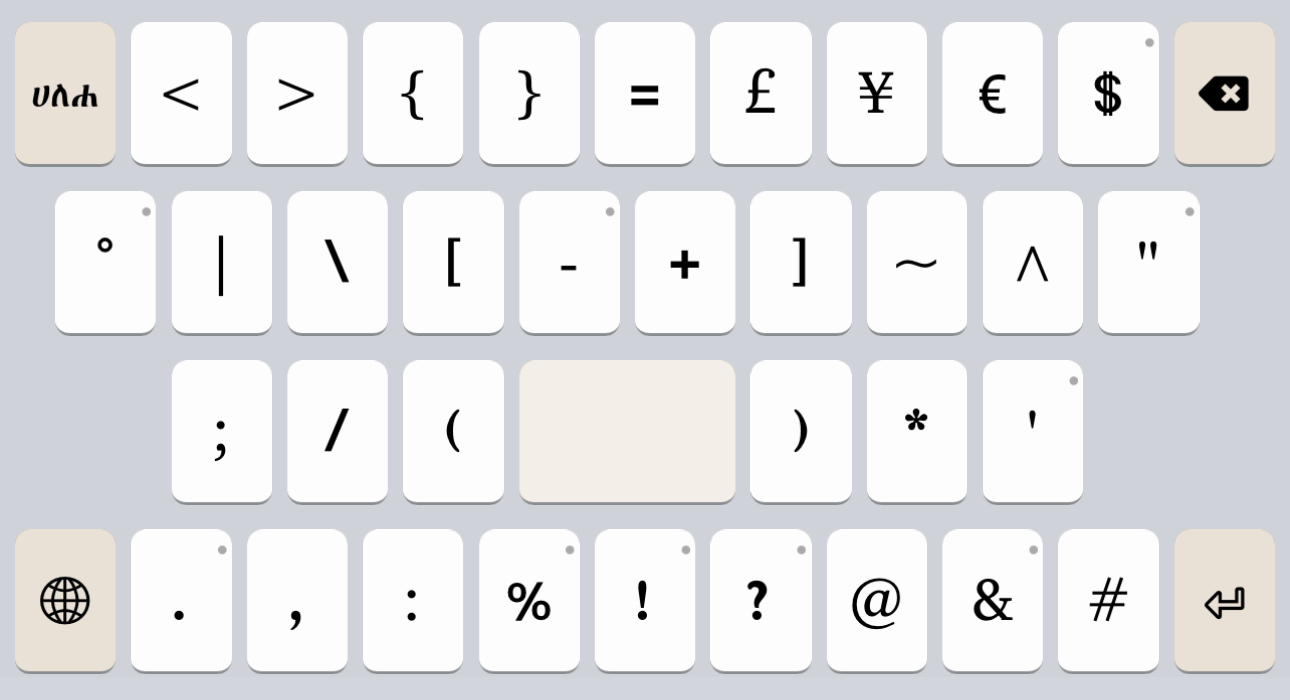 ሀለሐ < > { } = £ ¥ € $
° | \ [ - + ] ~ ^ "
; / ( ) * '
. , : % ! ? @ & #